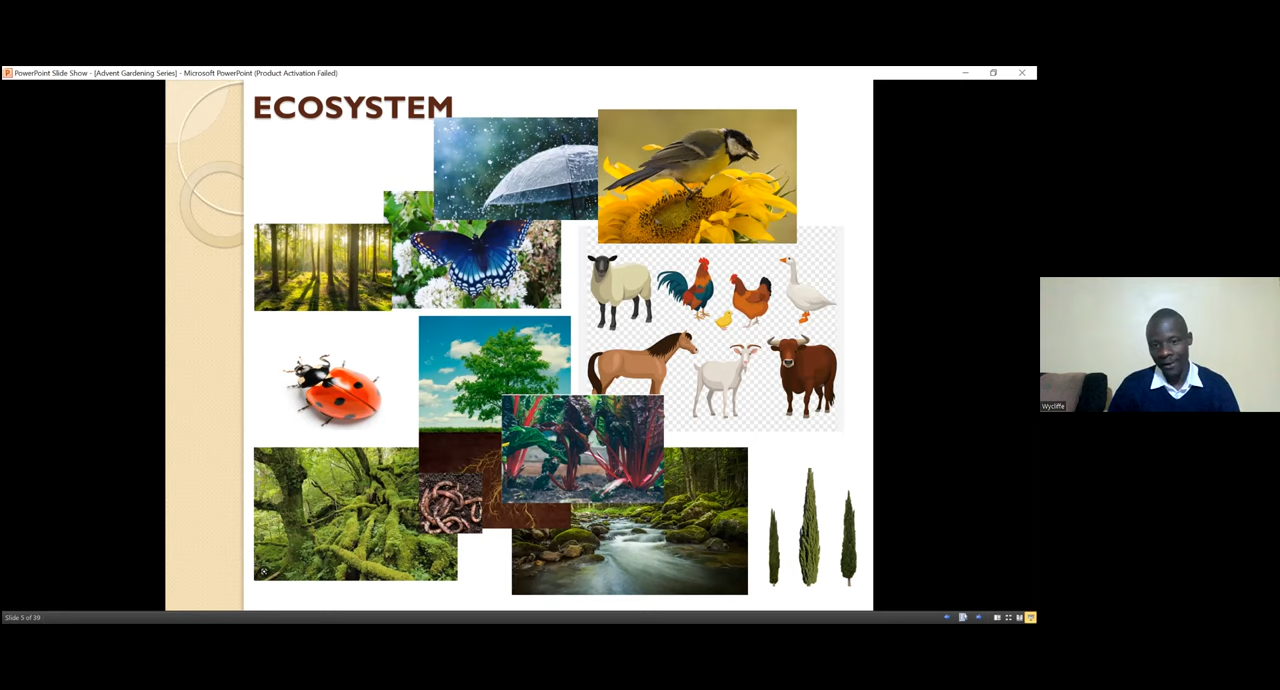 PowerPoint Slide Show - [Advent Gardening Series] - Microsoft PowerPoint (Product Activation Failed)
ECOSYSTEM
Wycliffe
Slide 5 of 39